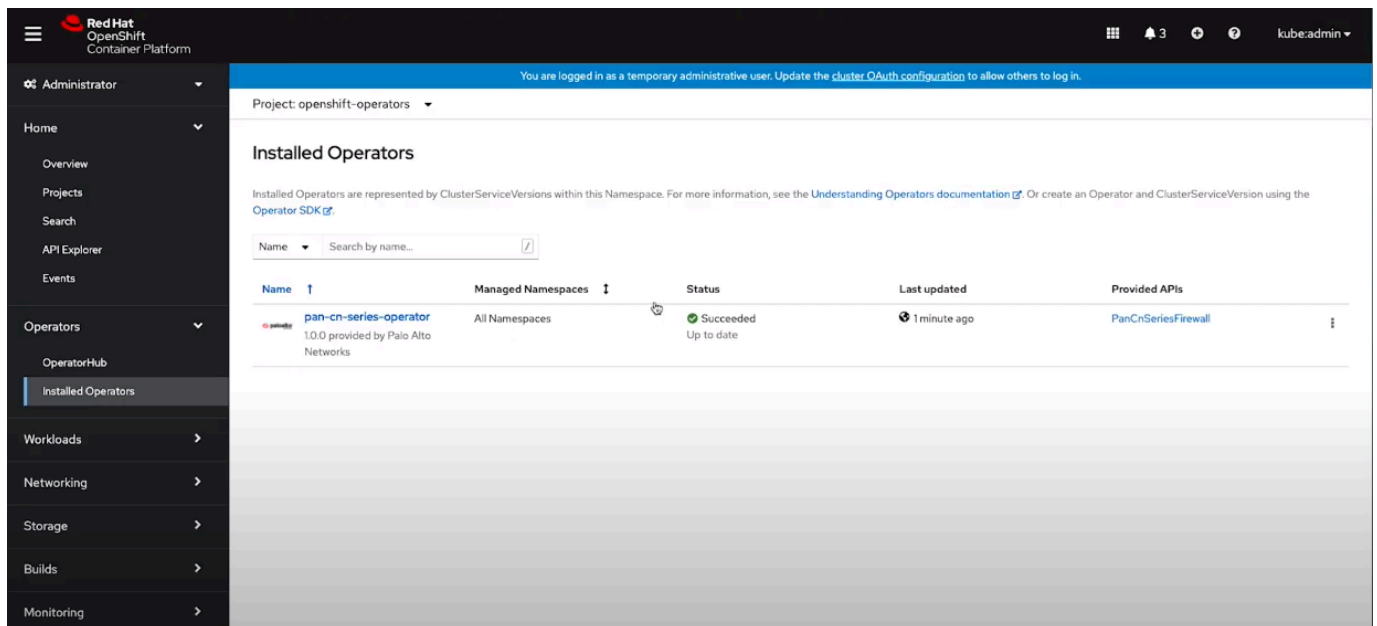 Red Hat
OpenShift
Container Platform
3
kube:admin
Administrator
You are logged in as a temporary administrative user. Update the cluster OAuth configuration to allow others to log in.
Project: openshift-operators
Home
Overview
Projects
Search
API Explorer
Events
Operators
OperatorHub
Installed Operators
Workloads
Networking
Storage
Builds
Monitoring
Installed Operators
Installed Operators are represented by ClusterServiceVersions within this Namespace. For more information, see the Understanding Operators documentation. Or create an Operator and ClusterServiceVersion using the
Operator SDK.
Name
Search by name...
/
Name Managed Namespaces Status Last updated Provided APIs
paloalto
pan-cn-series-operator All Namespaces Succeeded 1 minute ago PanCnSeriesFirewall
1.0.0 provided by Palo Alto Up to date
Networks